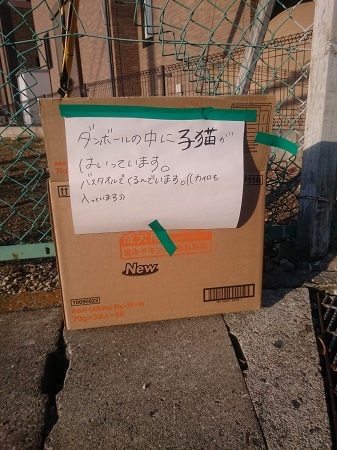 ダンボールの中に子猫が
はいっています。
バスタオルでくるんでいます。((カイロも
入っています))
New
10096022